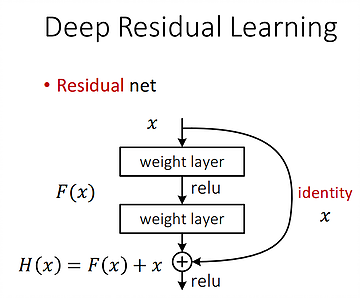 Deep Residual Learning
• Residual net
x
weight layer
relu
F(x)
weight layer
identity
x
H(x) = F(x) + x
+
relu